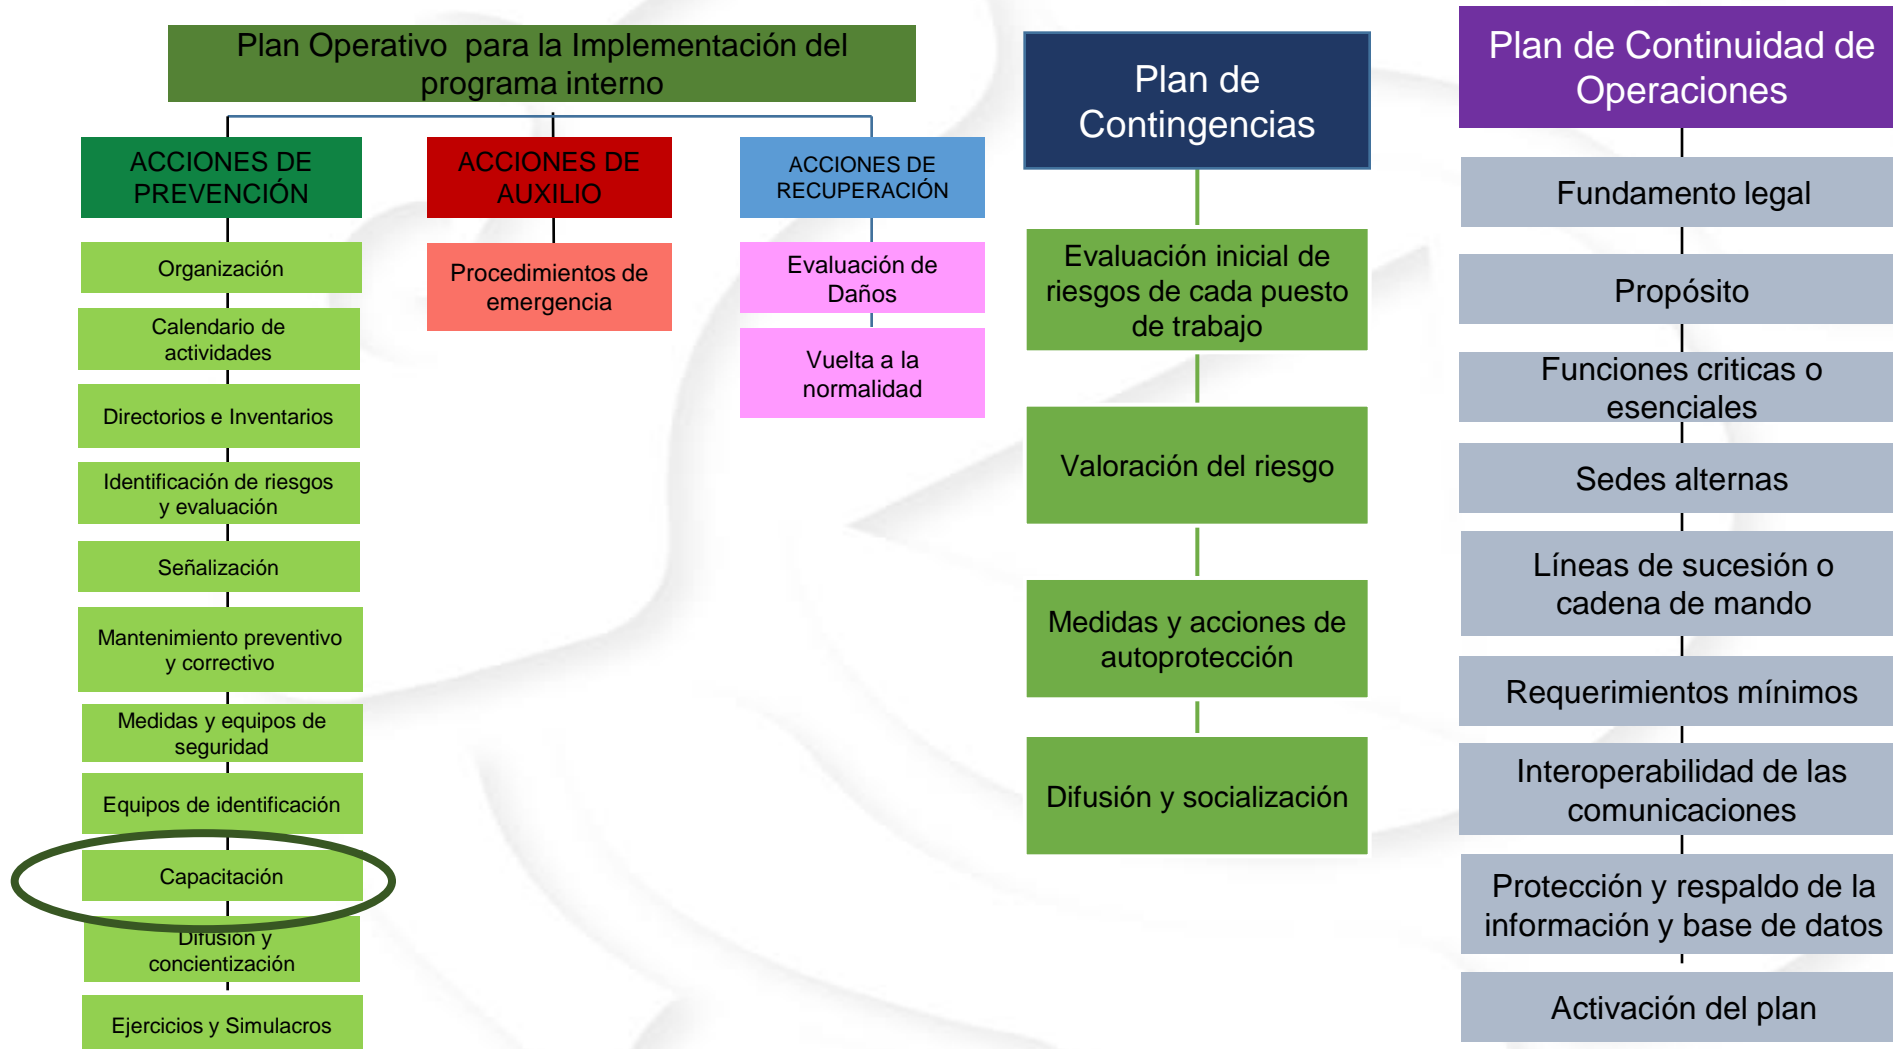 Plan Operativo para la Implementación del
programa interno
ACCIONES DE
PREVENCIÓN
Organización
Calendario de
actividades
Directorios e Inventarios
Identificación de riesgos
y evaluación
Señalización
Mantenimiento preventivo
y correctivo
Medidas y equipos de
seguridad
Equipos de identificación
Capacitación
Difusión y
concientización
Ejercicios y Simulacros
ACCIONES DE
AUXILIO
Procedimientos de
emergencia
ACCIONES DE
RECUPERACIÓN
Evaluación de
Daños
Vuelta a la
normalidad
Plan de
Contingencias
Evaluación inicial de
riesgos de cada puesto
de trabajo
Valoración del riesgo
Medidas y acciones de
autoprotección
Difusión y socialización
Plan de Continuidad de
Operaciones
Fundamento legal
Propósito
Funciones criticas o
esenciales
Sedes alternas
Líneas de sucesión o
cadena de mando
Requerimientos mínimos
Interoperabilidad de las
comunicaciones
Protección y respaldo de la
información y base de datos
Activación del plan